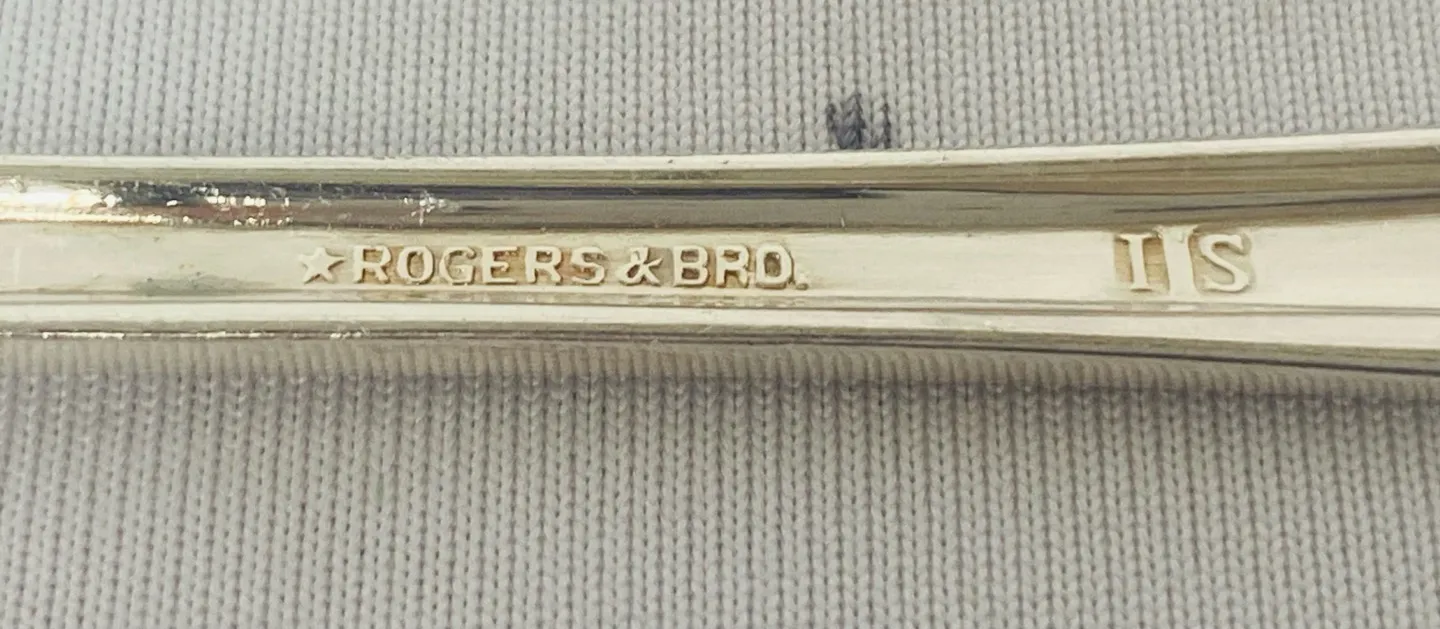 ★ROGERS & BRO. IS